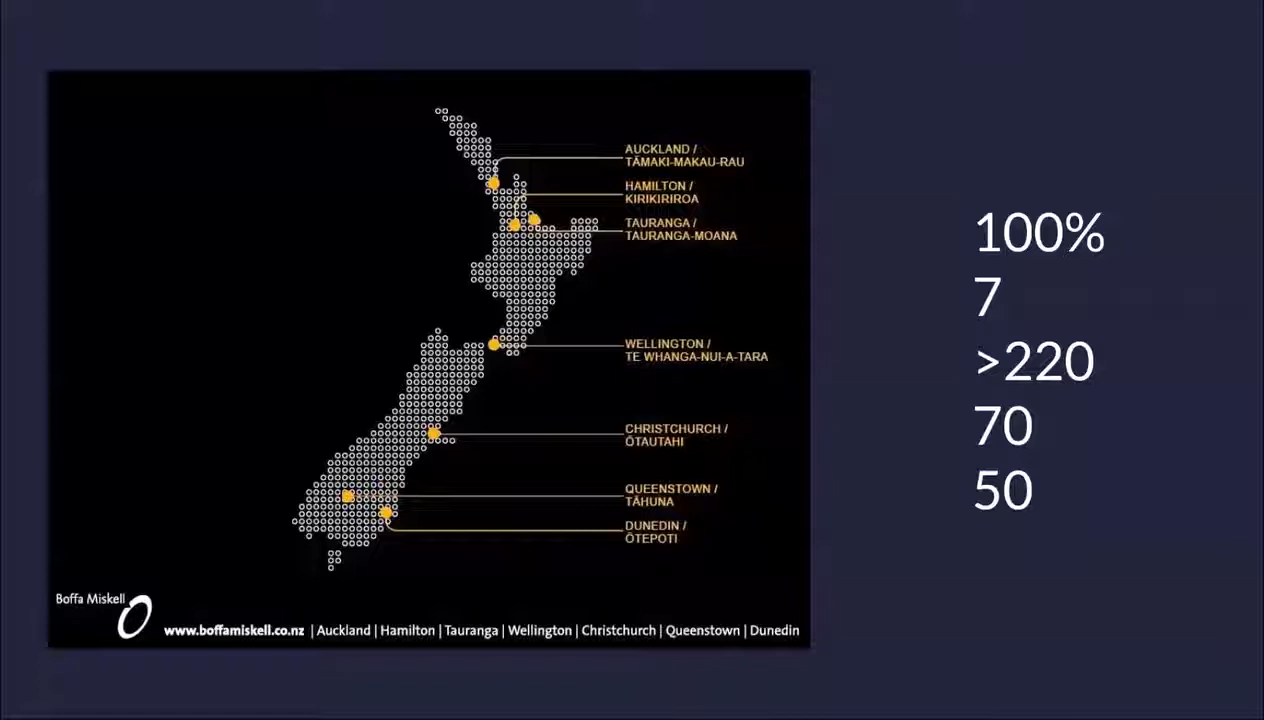 AUCKLAND /
TĀMAKI-MAKAU-RAU
HAMILTON /
KIRIKIRIROA
TAURANGA /
TAURANGA-MOANA
WELLINGTON /
TE WHANGA-NUI-A-TARA
CHRISTCHURCH /
ŌTAUTAHI
QUEENSTOWN /
TĀHUNA
DUNEDIN /
ŌTEPOTI
Boffa Miskell
www.boffamiskell.co.nz | Auckland | Hamilton | Tauranga | Wellington | Christchurch | Queenstown | Dunedin
100%
7
>220
70
50